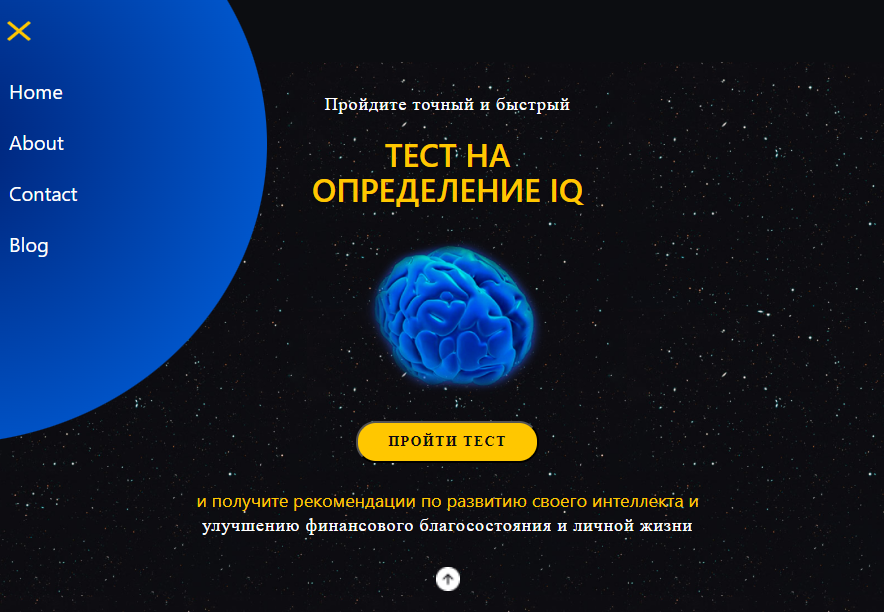 Home
About
Contact
Blog
Пройдите точный и быстрый
ТЕСТ НА
ОПРЕДЕЛЕНИЕ IQ
ПРОЙТИ ТЕСТ
и получите рекомендации по развитию своего интеллекта и
улучшению финансового благосостояния и личной жизни